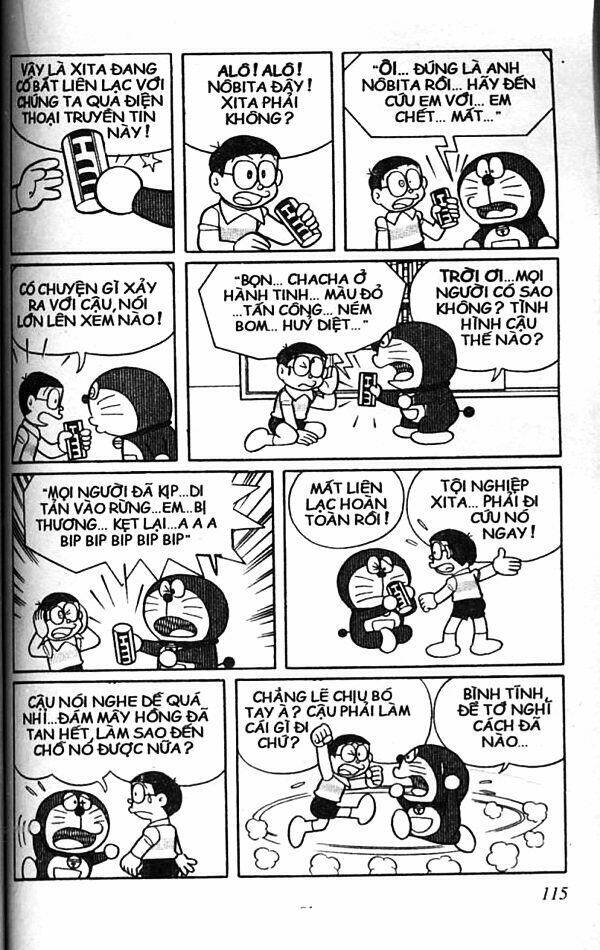 VẬY LÀ XITA ĐANG
CỐ BẮT LIÊN LẠC VỚI
CHÚNG TA QUA ĐIỆN
THOẠI TRUYỀN TIN
NÀY!
ALÔ! ALÔ!
NÔBITA ĐÂY!
XITA PHẢI
KHÔNG?
"ÔI... ĐÚNG LÀ ANH
NÔBITA RỒI... HÃY ĐẾN
CỨU EM VỚI... EM
CHẾT... MẤT..."
CÓ CHUYỆN GÌ XẢY
RA VỚI CẬU, NÓI
LỚN LÊN XEM NÀO!
"BỌN... CHACHA Ở
HÀNH TINH... MÀU ĐỎ
...TẤN CÔNG... NÉM
BOM... HUỶ DIỆT..."
TRỜI ƠI...MỌI
NGƯỜI CÓ SAO
KHÔNG? TÌNH
HÌNH CẬU
THẾ NÀO?
"MỌI NGƯỜI ĐÃ KỊP...DI
TẢN VÀO RỪNG...EM...BỊ
THƯƠNG... KẸT LẠI...A A A
BIP BIP BIP BIP BIP"
MẤT LIÊN
LẠC HOÀN
TOÀN RỒI!
TỘI NGHIỆP
XITA... PHẢI ĐI
CỨU NÓ
NGAY!
CẬU NÓI NGHE DỄ QUÁ
NHỈ...ĐÁM MÂY HỒNG ĐÃ
TAN HẾT, LÀM SAO ĐẾN
CHỖ NÓ ĐƯỢC NỮA?
CHẲNG LẼ CHỊU BÓ
TAY À? CẬU PHẢI LÀM
CÁI GÌ ĐI
CHỨ?
BÌNH TĨNH,
ĐỂ TỚ NGHĨ
CÁCH ĐÃ
NÀO...
115